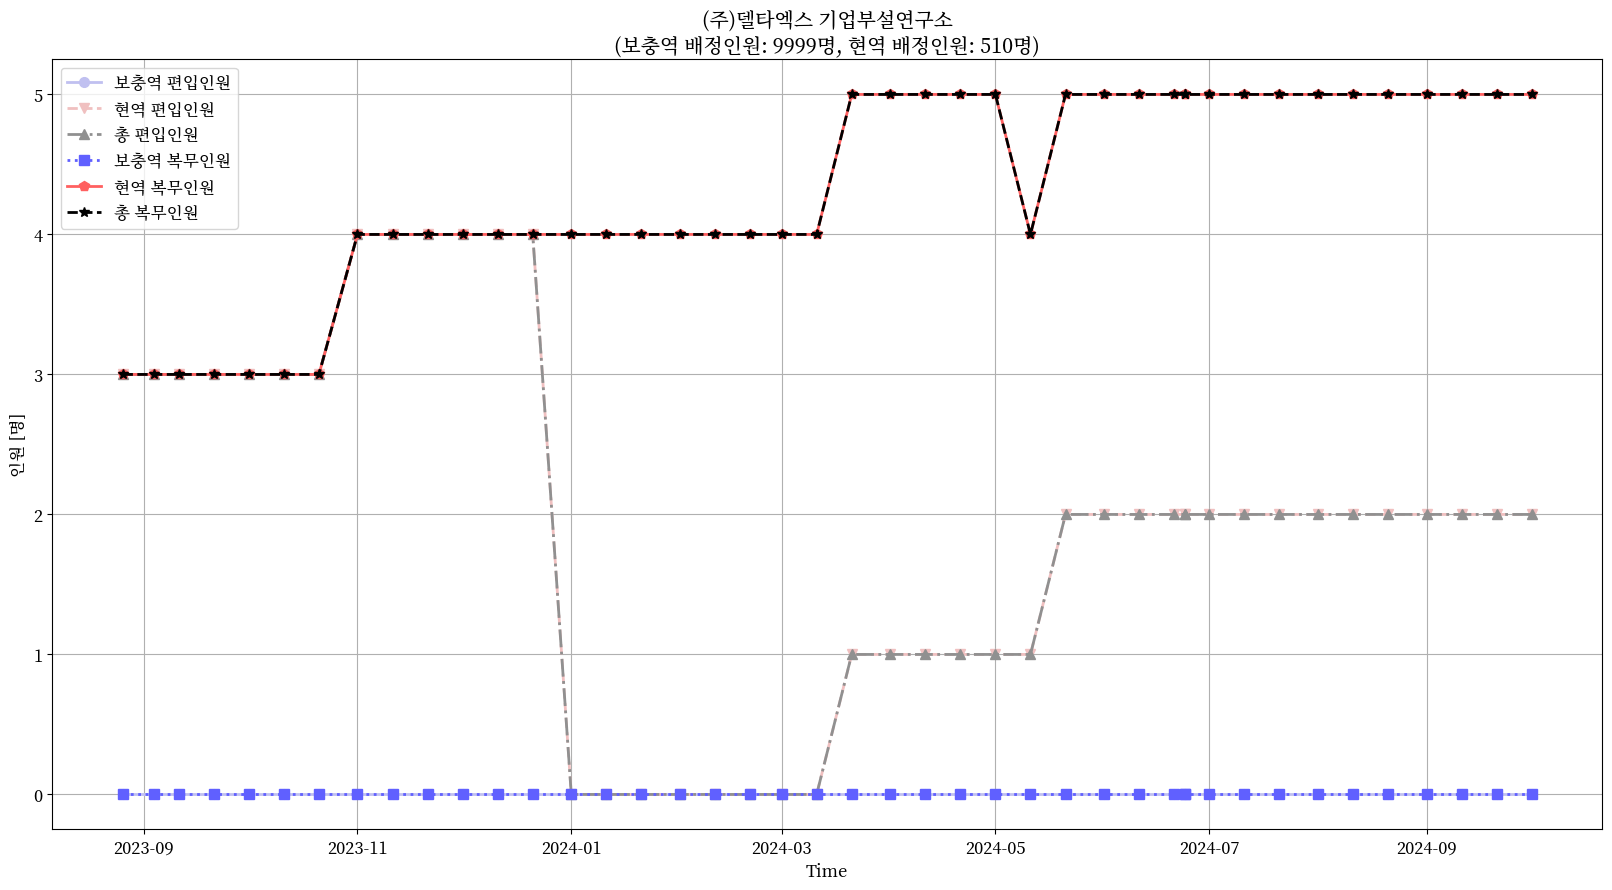 (주)델타엑스 기업부설연구소
(보충역 배정인원: 9999명, 현역 배정인원: 510명)
보충역 편입인원
현역 편입인원
총 편입인원
보충역 복무인원
현역 복무인원
총 복무인원
5
4
3
2
1
0
인원 [명]
2023-09
2023-11
2024-01
2024-03
2024-05
2024-07
2024-09
Time